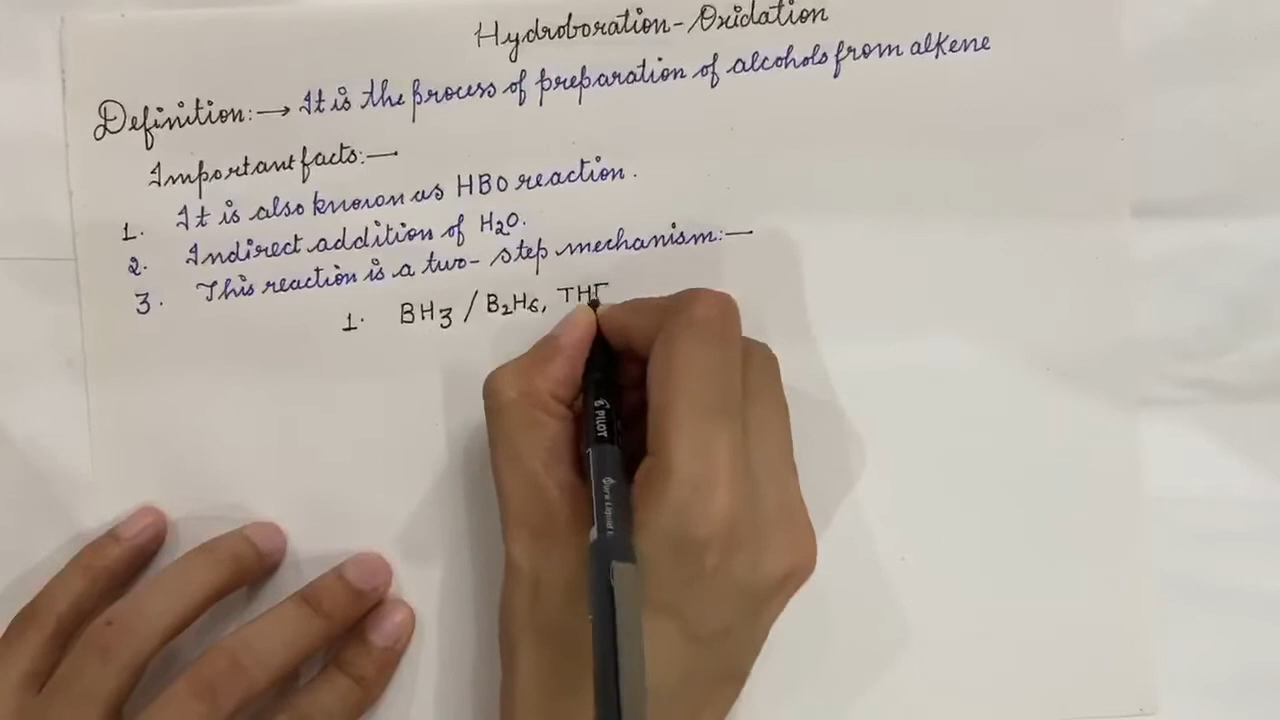 Hydroboration-Oxidation
Definition:→ It is the process of preparation of alcohols from alkene
Important facts:—
1. It is also known as HBO reaction.
2. Indirect addition of H₂O.
3. This reaction is a two-step mechanism:—
1. BH3 / B₂H₆, THF
PILOT